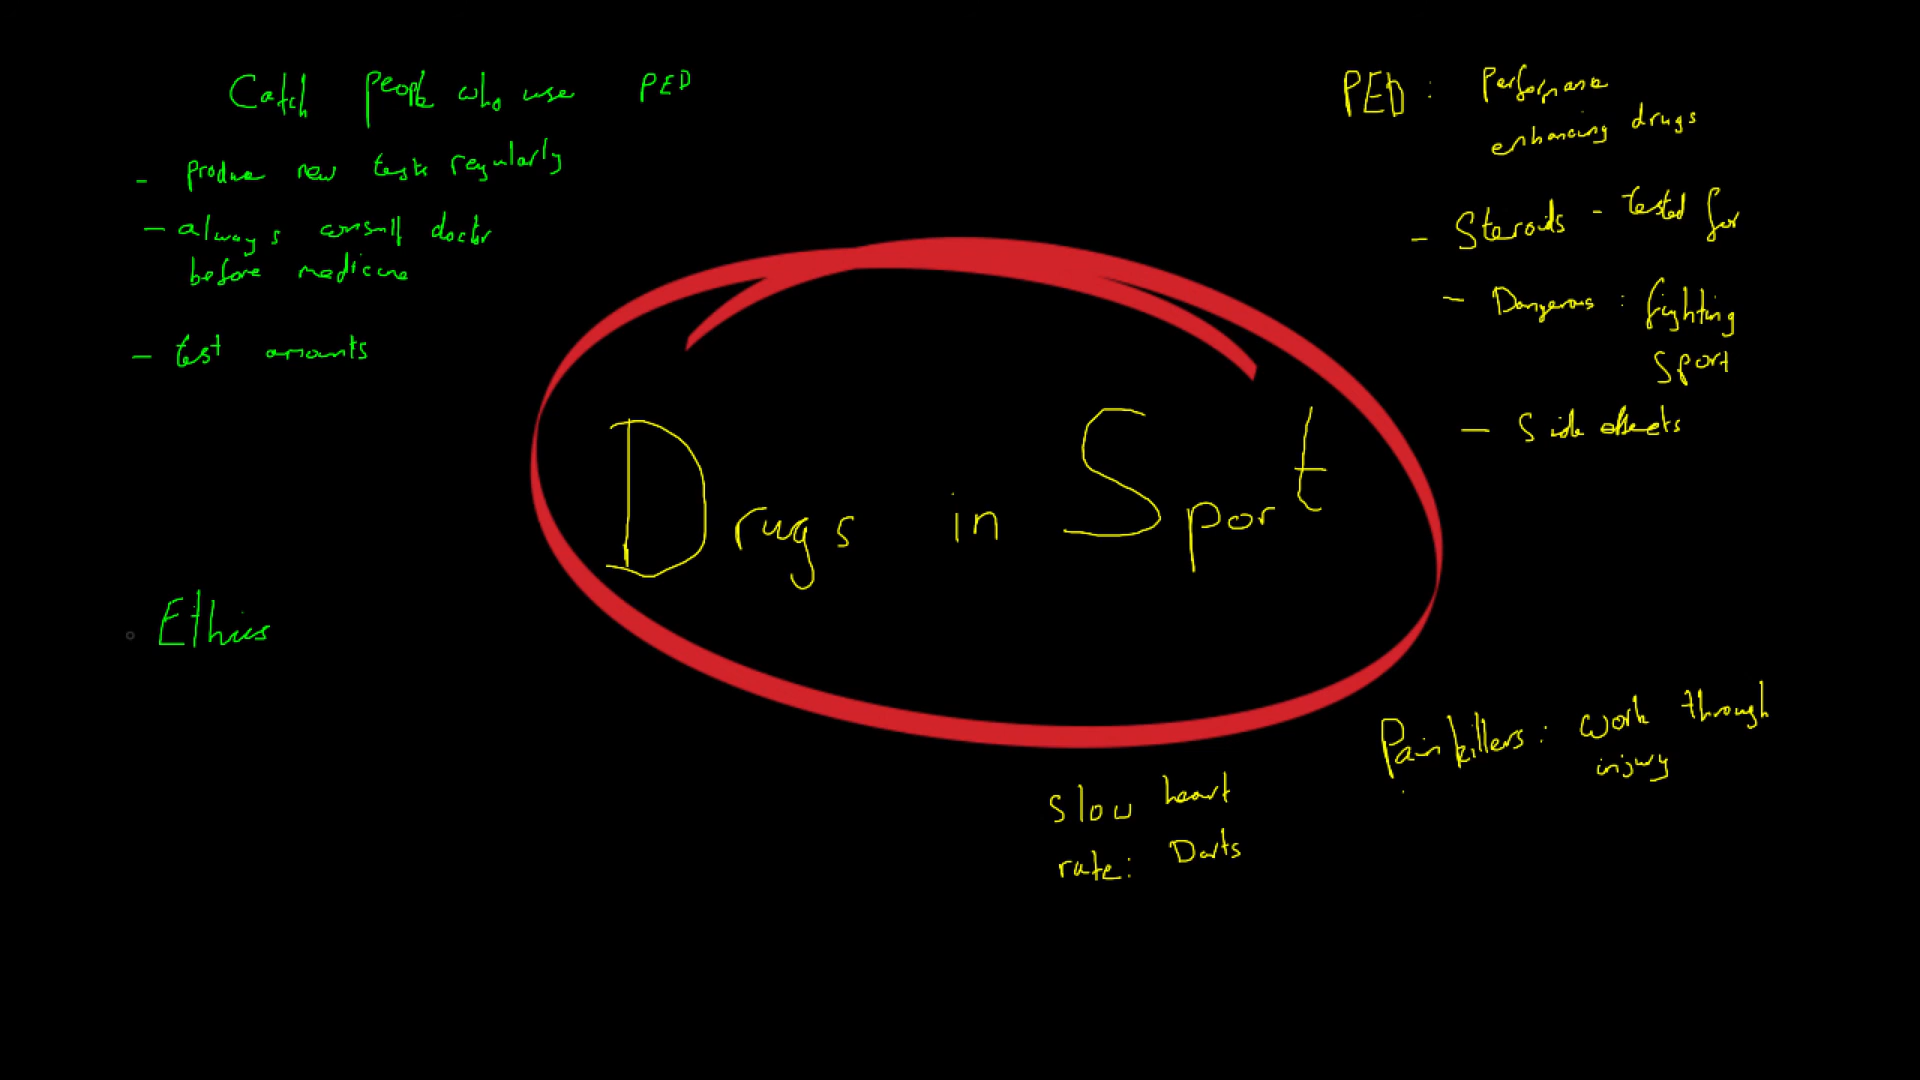 Catch people who use PED
- produce new tests regularly
- always consult doctor
before medicine
- test amounts
Ethics
Drugs in Sport
PED: Performance
enhancing drugs
- Steroids - tested for
- Dangerous: fighting
sport
- Side effects
Painkillers: work through
injury
Slow heart
rate: Darts